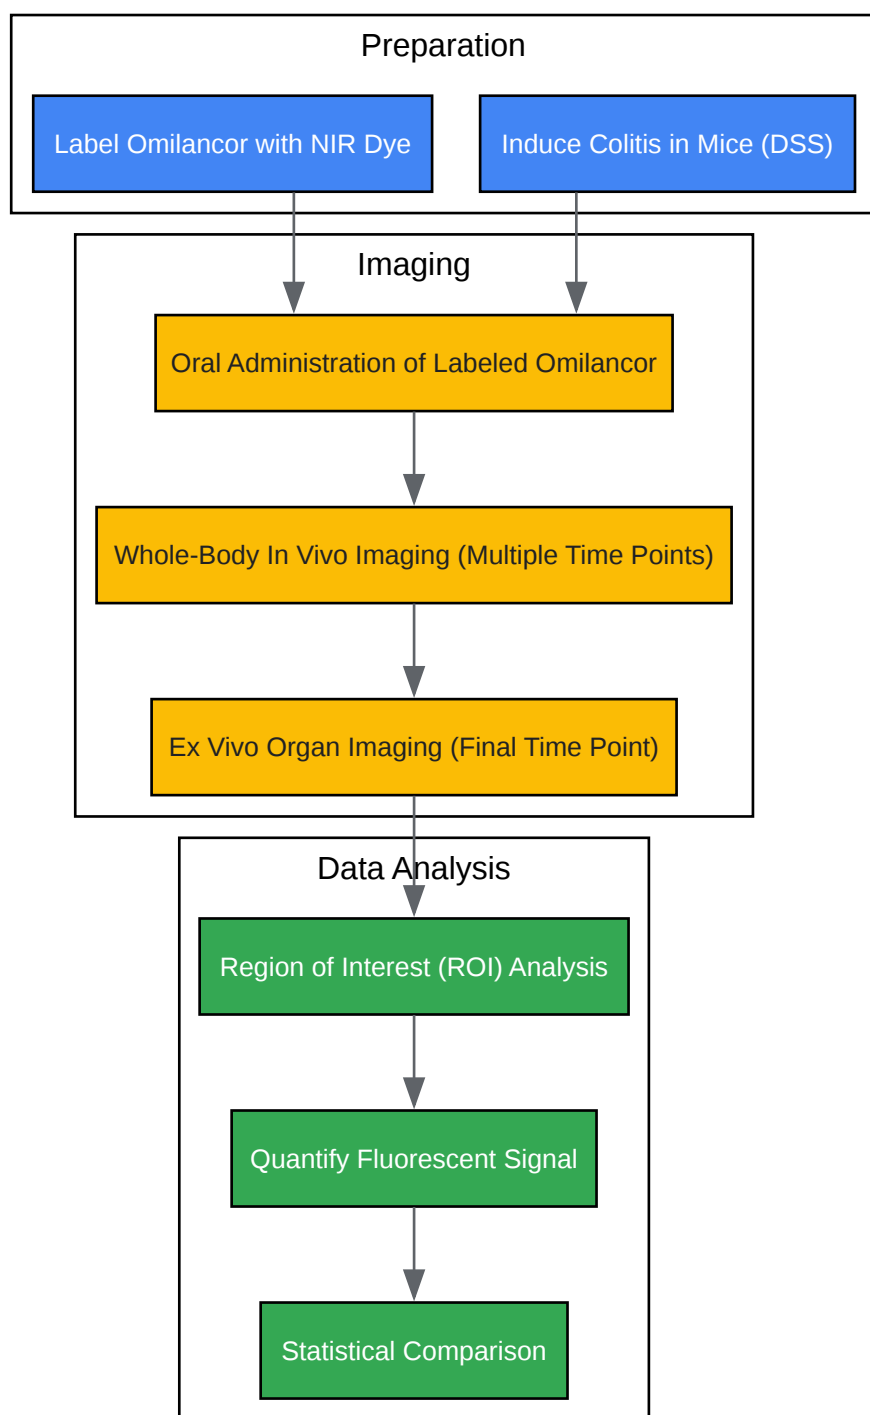 Preparation
Label Omilancor with NIR Dye
Induce Colitis in Mice (DSS)
Imaging
Oral Administration of Labeled Omilancor
Whole-Body In Vivo Imaging (Multiple Time Points)
Ex Vivo Organ Imaging (Final Time Point)
Data Analysis
Region of Interest (ROI) Analysis
Quantify Fluorescent Signal
Statistical Comparison